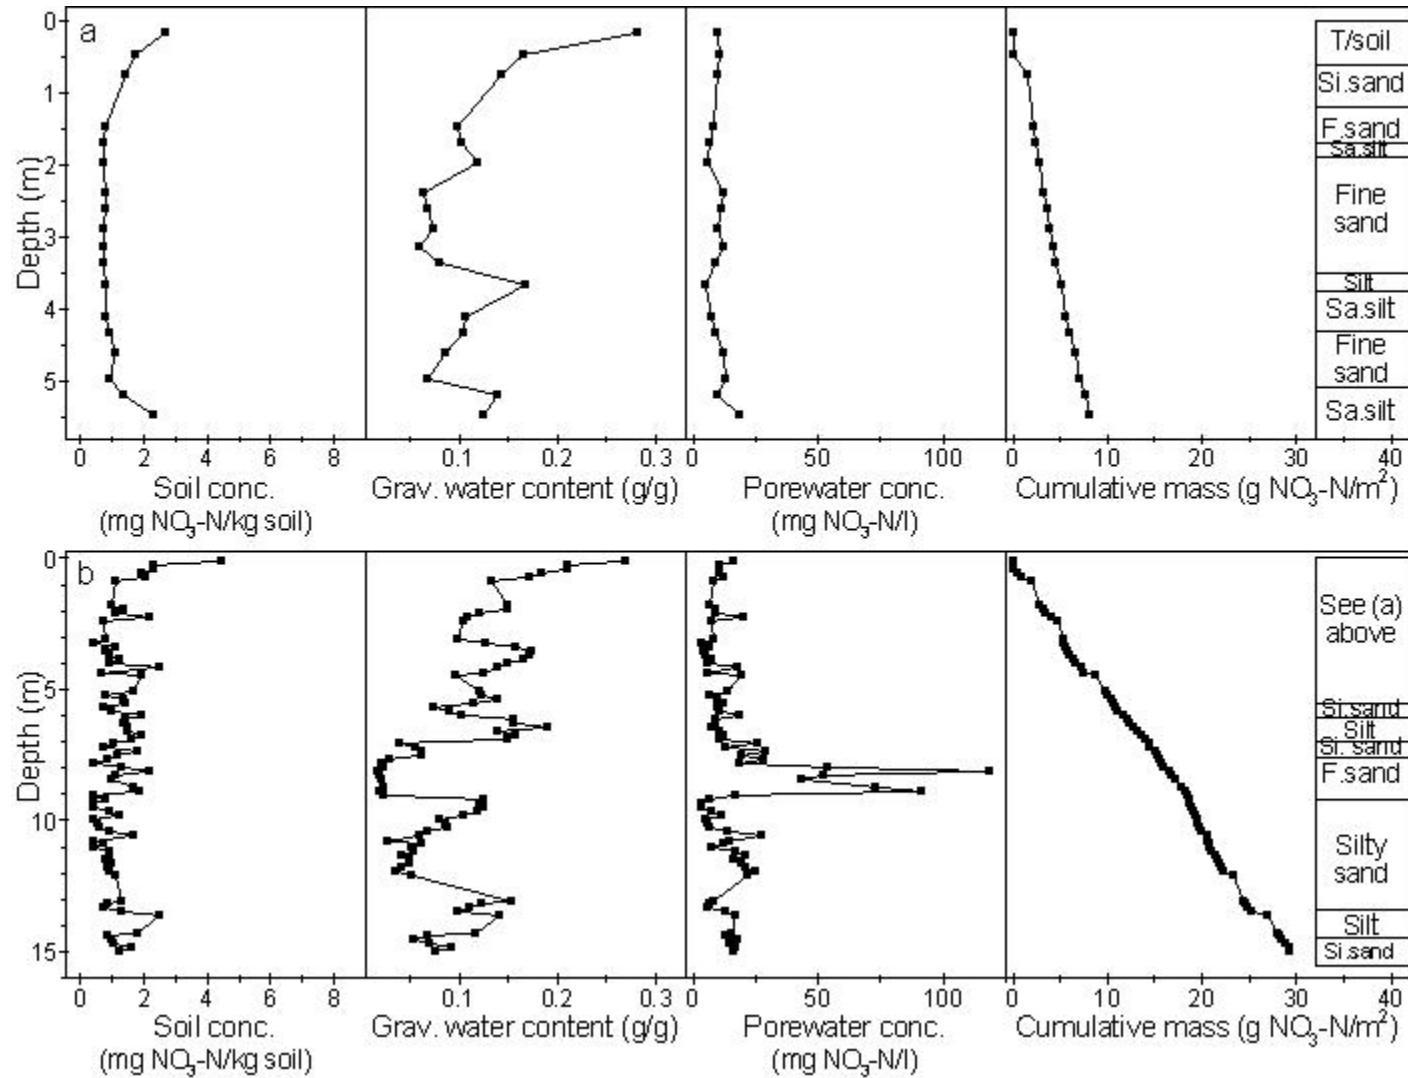 a
0
1
2
3
4
5
Depth (m)
T/soil
Si.sand
F.sand
Sa.silt
Fine
sand
Silt
Sa.silt
Fine
sand
Sa.silt
0 2 4 6 8 0.1 0.2 0.3 0 50 100 0 10 20 30 40
Soil conc. Grav. water content (g/g) Porewater conc. Cumulative mass (g NO3-N/m2)
(mg NO3-N/kg soil) (mg NO3-N/l)
b
0
5
10
15
Depth (m)
See (a)
above
Si.sand
Silt
Si. sand
F.sand
Silty
sand
Silt
Si.sand
0 2 4 6 8 0.1 0.2 0.3 0 50 100 0 10 20 30 40
Soil conc. Grav. water content (g/g) Porewater conc. Cumulative mass (g NO3-N/m2)
(mg NO3-N/kg soil) (mg NO3-N/l)